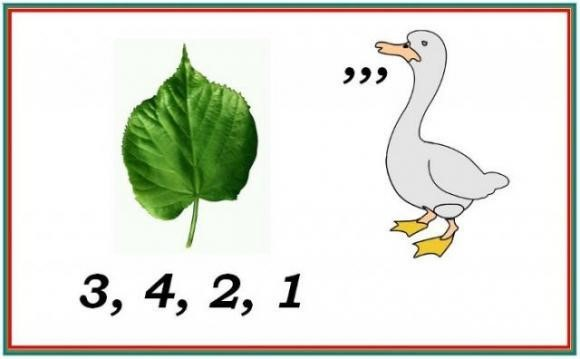 ,,,
3, 4, 2, 1